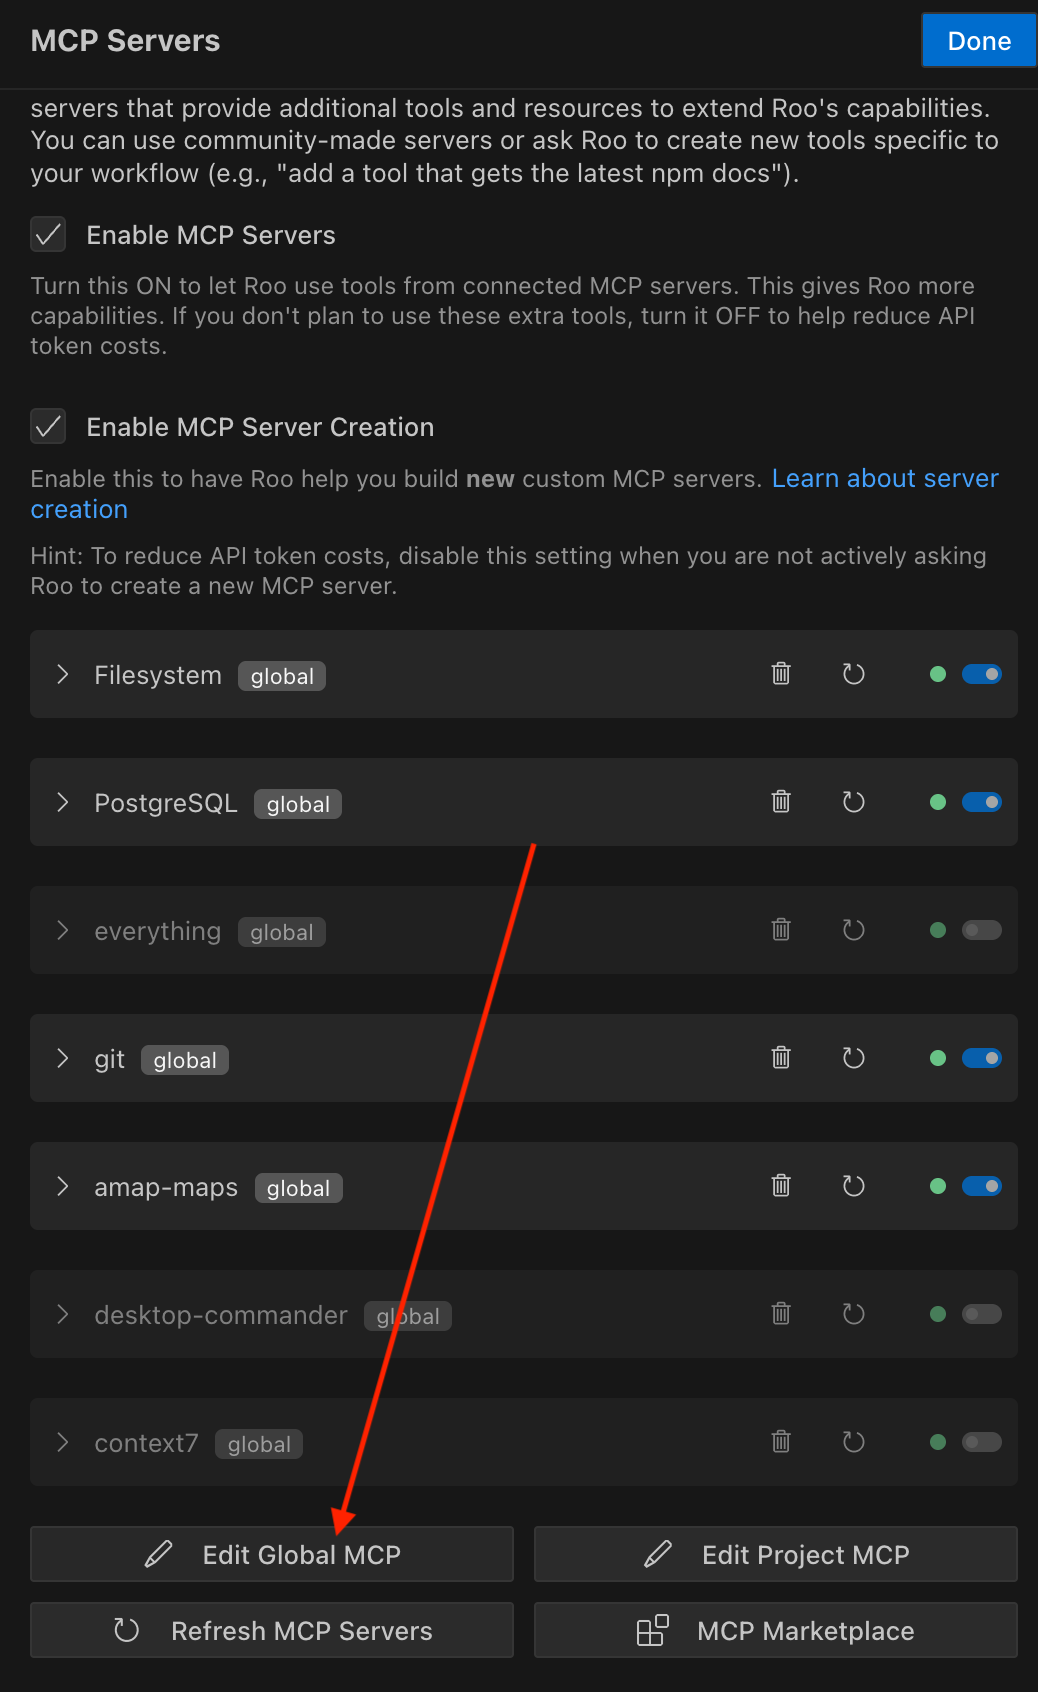 MCP Servers
Done
servers that provide additional tools and resources to extend Roo's capabilities.
You can use community-made servers or ask Roo to create new tools specific to
your workflow (e.g., "add a tool that gets the latest npm docs").
Enable MCP Servers
Turn this ON to let Roo use tools from connected MCP servers. This gives Roo more
capabilities. If you don't plan to use these extra tools, turn it OFF to help reduce API
token costs.
Enable MCP Server Creation
Enable this to have Roo help you build new custom MCP servers. Learn about server
creation
Hint: To reduce API token costs, disable this setting when you are not actively asking
Roo to create a new MCP server.
Filesystem global
PostgreSQL global
everything global
git global
amap-maps global
desktop-commander global
context7 global
Edit Global MCP
Edit Project MCP
Refresh MCP Servers
MCP Marketplace